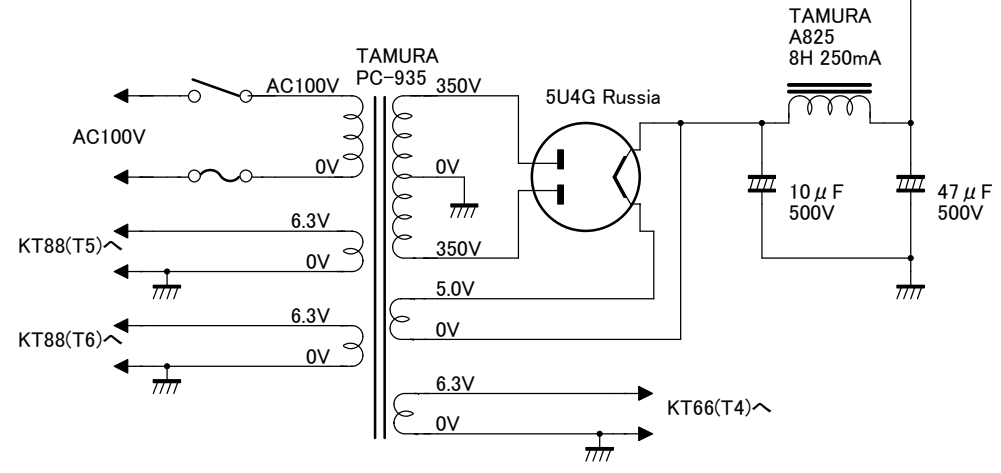 TAMURA
A825
8H 250mA
TAMURA
PC-935
AC100V
350V
5U4G Russia
AC100V
0V
0V
10μF
500V
47μF
500V
6.3V
KT88(T5)へ
0V
350V
5.0V
6.3V
KT88(T6)へ
0V
0V
6.3V
KT66(T4)へ
0V